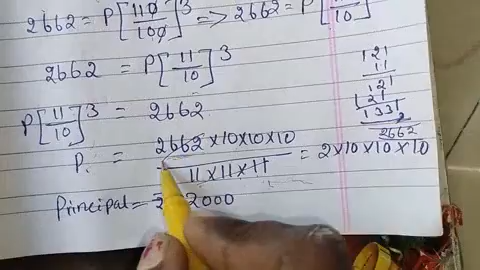 2662 = P[110/100]^3 => 2662 = P[11/10]^3
2662 = P[11/10]^3
P[11/10]^3 = 2662
P. = 2662×10×10×10 / 11×11×11 = 2×10×10×10
Principal = 2000
121
11
121
121
1331
2
2662